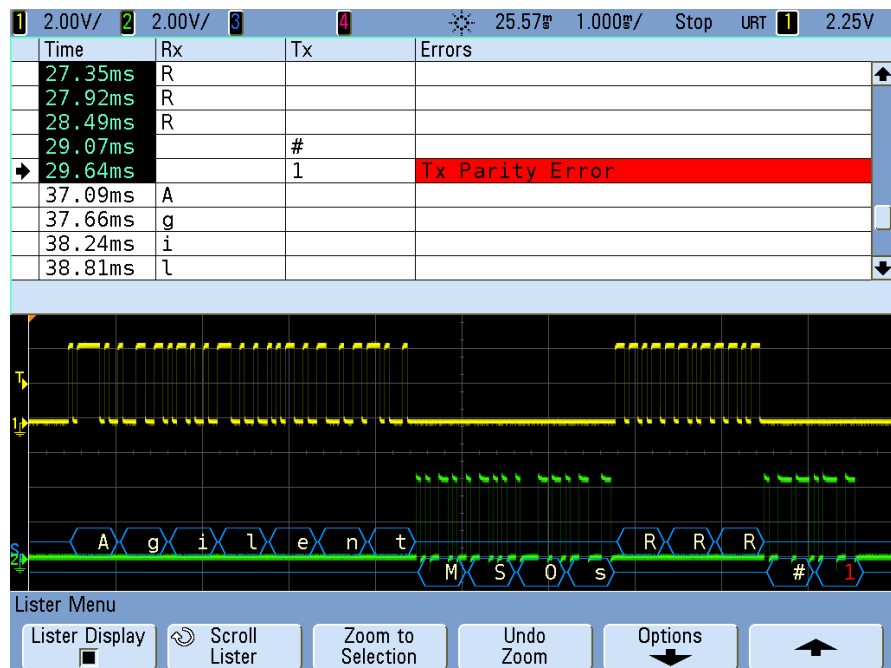 1 2.00V/ 2 2.00V/ 3 4 25.57ms 1.000ms/ Stop URT 1 2.25V
Time Rx Tx Errors
27.35ms R
27.92ms R
28.49ms R
29.07ms #
29.64ms 1 Tx Parity Error
37.09ms A
37.66ms g
38.24ms i
38.81ms l
T
1
A g i l e n t R R R
S
2
M S O s # 1
Lister Menu
Lister Display Scroll Lister Zoom to Selection Undo Zoom Options